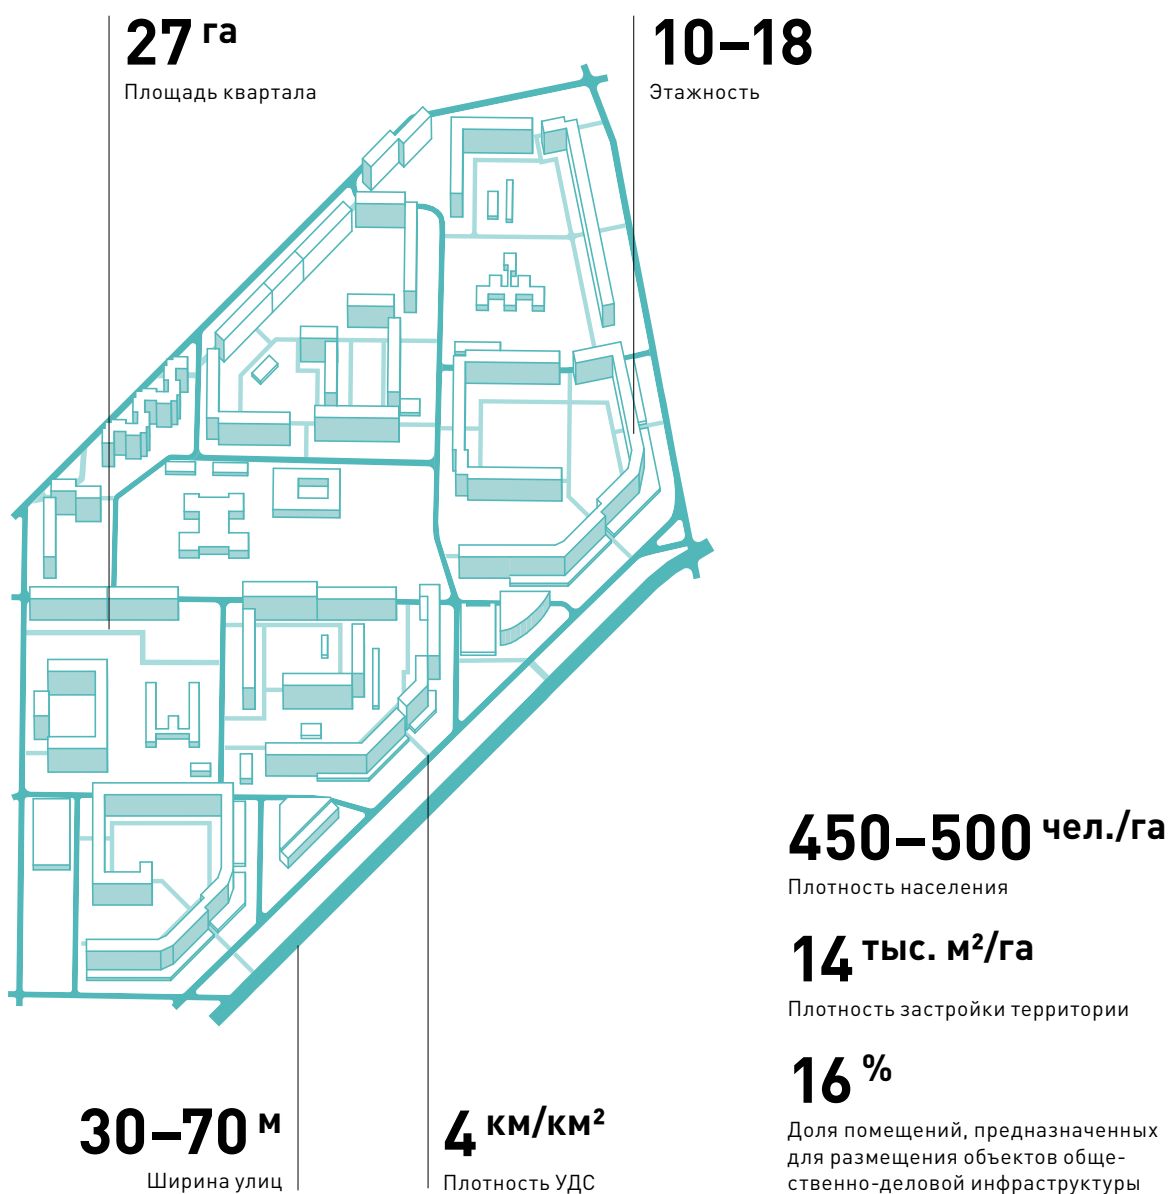 27 га
Площадь квартала
10–18
Этажность
450–500 чел./га
Плотность населения
14 тыс. м²/га
Плотность застройки территории
16 %
Доля помещений, предназначенных
для размещения объектов обще-
ственно-деловой инфраструктуры
30–70 м
Ширина улиц
4 км/км²
Плотность УДС